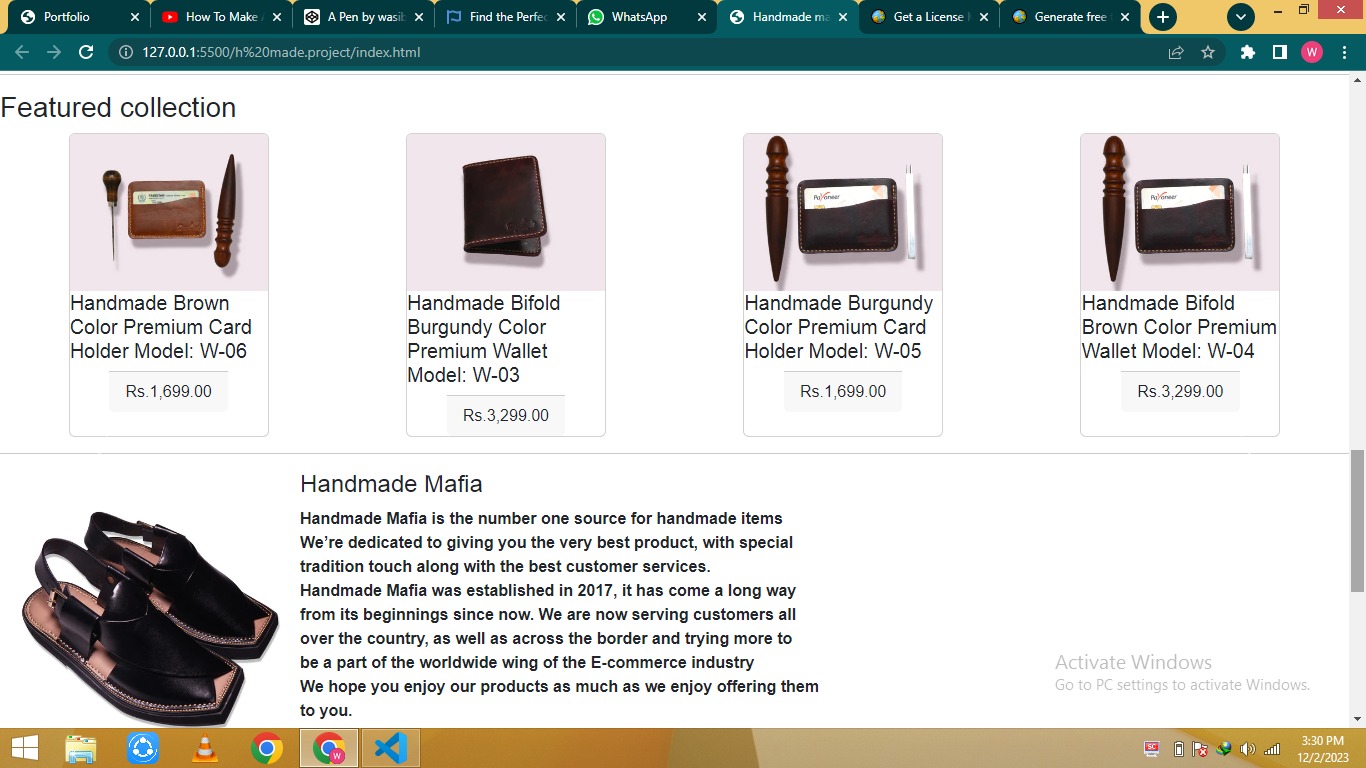 Portfolio
How To Make
A Pen by wasib
Find the Perfec
WhatsApp
Handmade ma
Get a License
Generate free
127.0.0.1:5500/h%20made.project/index.html
W
Featured collection
PaYoneer
PaYoneer
Handmade Brown
Color Premium Card
Holder Model: W-06
Rs.1,699.00
Handmade Bifold
Burgundy Color
Premium Wallet
Model: W-03
Rs.3,299.00
Handmade Burgundy
Color Premium Card
Holder Model: W-05
Rs.1,699.00
Handmade Bifold
Brown Color Premium
Wallet Model: W-04
Rs.3,299.00
Handmade Mafia
Handmade Mafia is the number one source for handmade items
We’re dedicated to giving you the very best product, with special
tradition touch along with the best customer services.
Handmade Mafia was established in 2017, it has come a long way
from its beginnings since now. We are now serving customers all
over the country, as well as across the border and trying more to
be a part of the worldwide wing of the E-commerce industry
We hope you enjoy our products as much as we enjoy offering them
to you.
Activate Windows
Go to PC settings to activate Windows.
W
SC
3:30 PM
12/2/2023